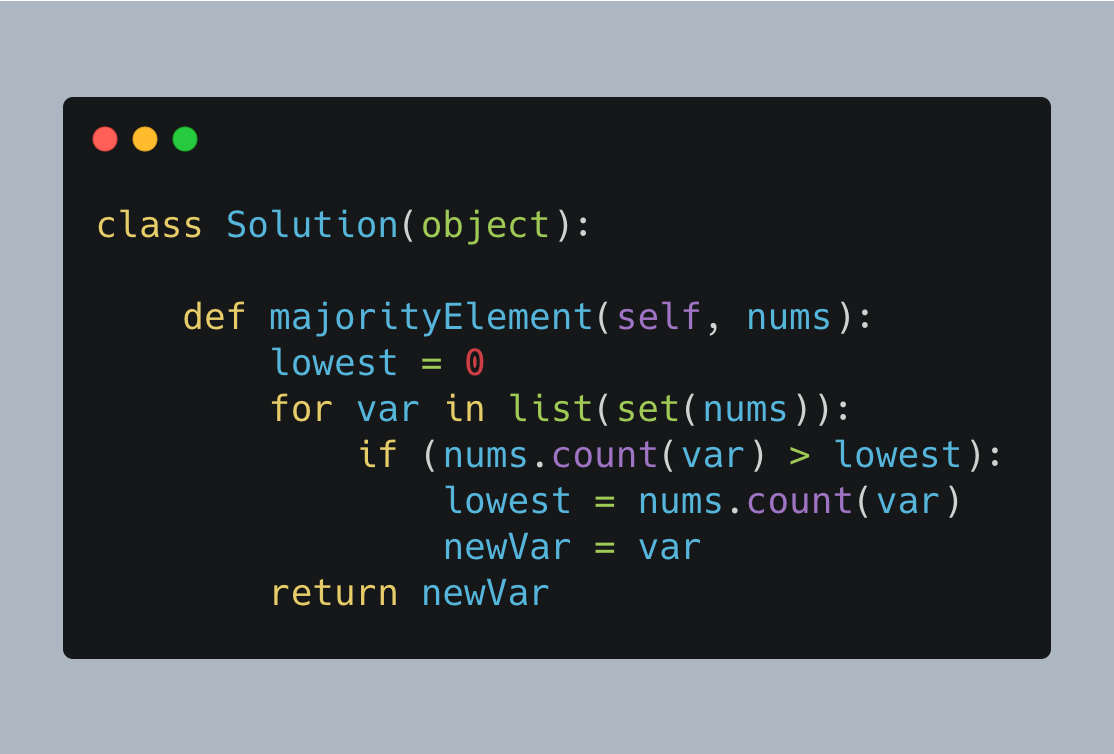 class Solution(object):

    def majorityElement(self, nums):
        lowest = 0
        for var in list(set(nums)):
            if (nums.count(var) > lowest):
                lowest = nums.count(var)
                newVar = var
        return newVar